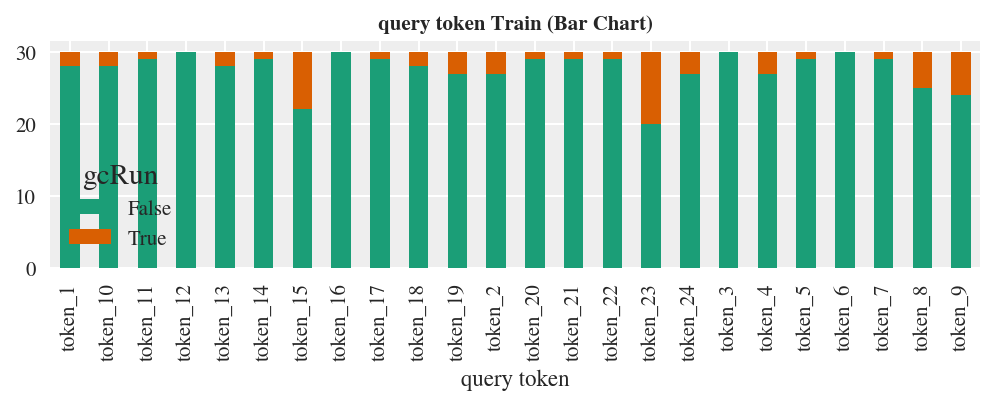 query token Train (Bar Chart)
30
20
10
0
gcRun
False
True
token_1
token_10
token_11
token_12
token_13
token_14
token_15
token_16
token_17
token_18
token_19
token_2
token_20
token_21
token_22
token_23
token_24
token_3
token_4
token_5
token_6
token_7
token_8
token_9
query token